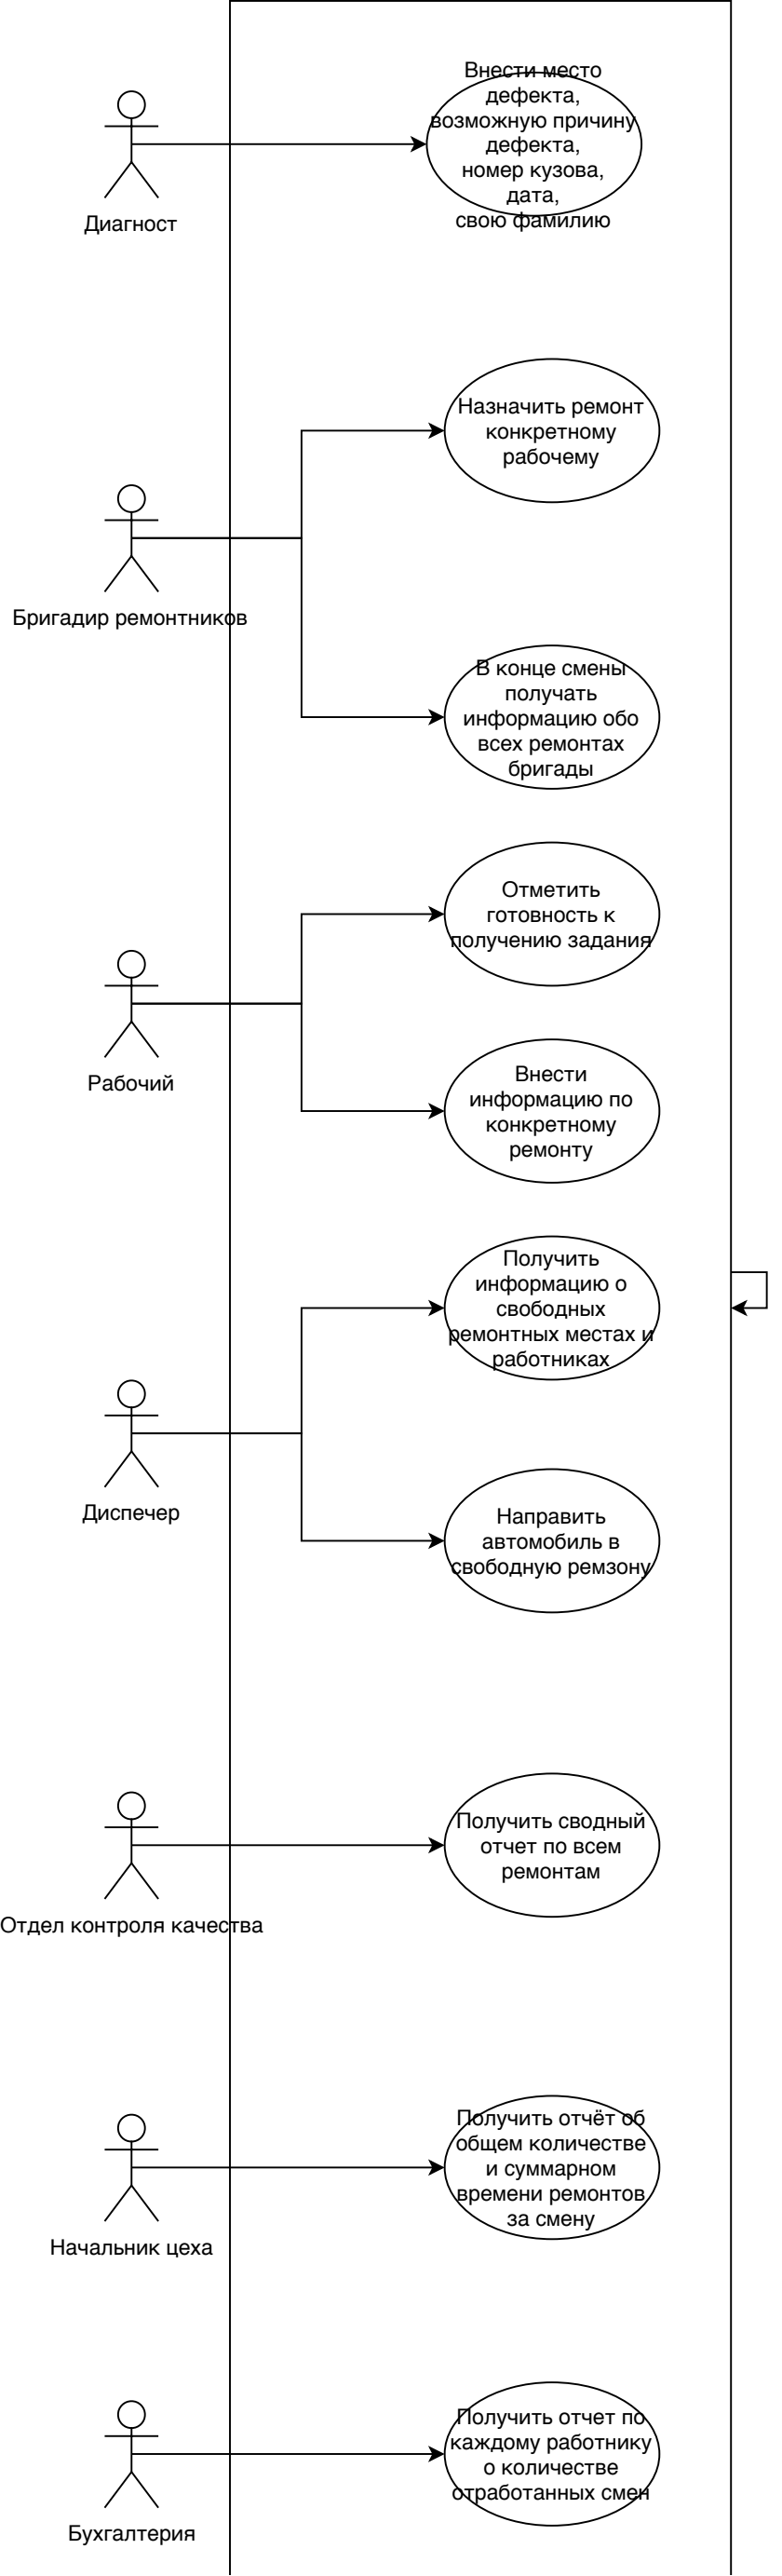 Внести место
дефекта,
возможную причину
дефекта,
номер кузова,
дата,
свою фамилию
Диагност
Назначить ремонт
конкретному
рабочему
Бригадир ремонтников
В конце смены
получать
информацию обо
всех ремонтах
бригады
Отметить
готовность к
получению задания
Рабочий
Внести
информацию по
конкретному
ремонту
Получить
информацию о
свободных
ремонтных местах и
работниках
Диспечер
Направить
автомобиль в
свободную ремзону
Получить сводный
отчет по всем
ремонтам
Отдел контроля качества
Получить отчёт об
общем количестве
и суммарном
времени ремонтов
за смену
Начальник цеха
Получить отчет по
каждому работнику
о количестве
отработанных смен
Бухгалтерия